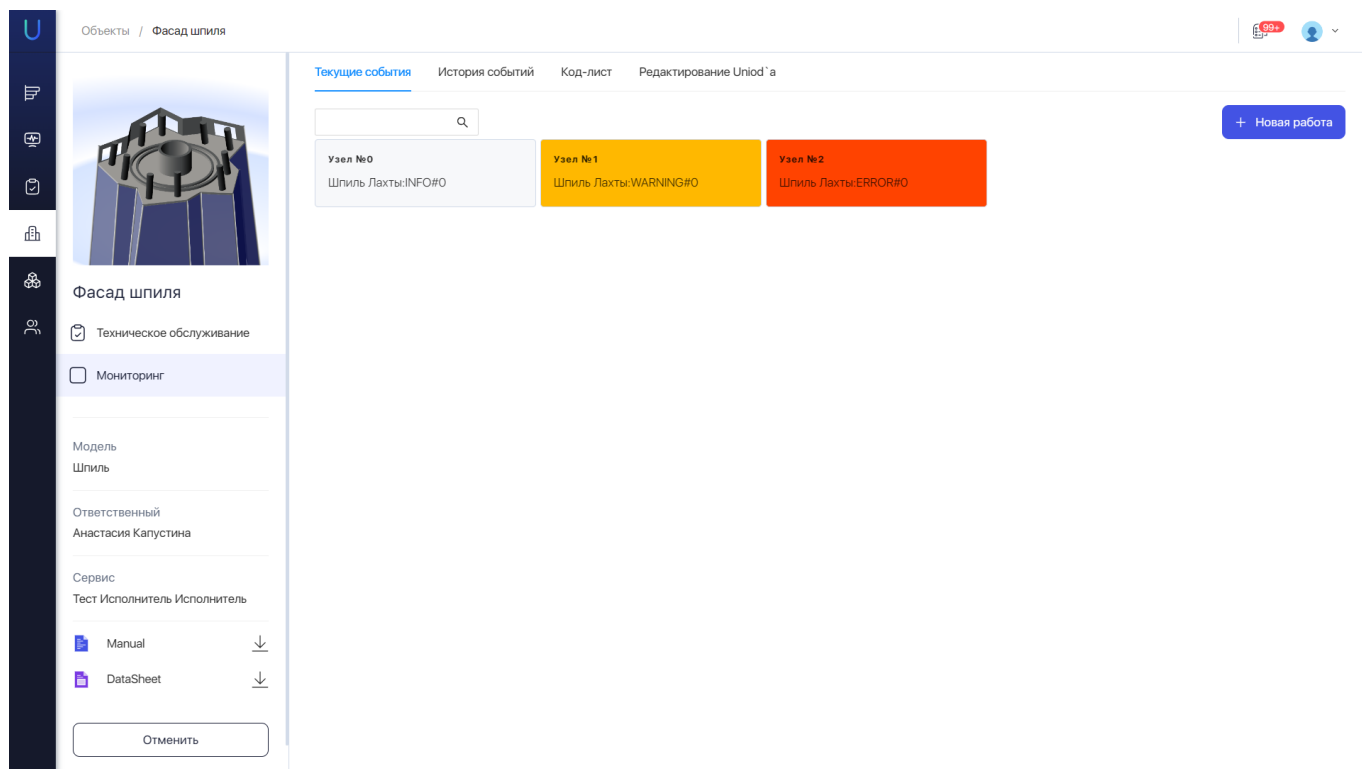 Объекты / Фасад шпиля
99+
Текущие события История событий Код-лист Редактирование Uniod`a
+ Новая работа
Узел №0
Шпиль Лахты:INFO#0
Узел №1
Шпиль Лахты:WARNING#0
Узел №2
Шпиль Лахты:ERROR#0
Фасад шпиля
Техническое обслуживание
Мониторинг
Модель
Шпиль
Ответственный
Анастасия Капустина
Сервис
Тест Исполнитель Исполнитель
Manual
DataSheet
Отменить